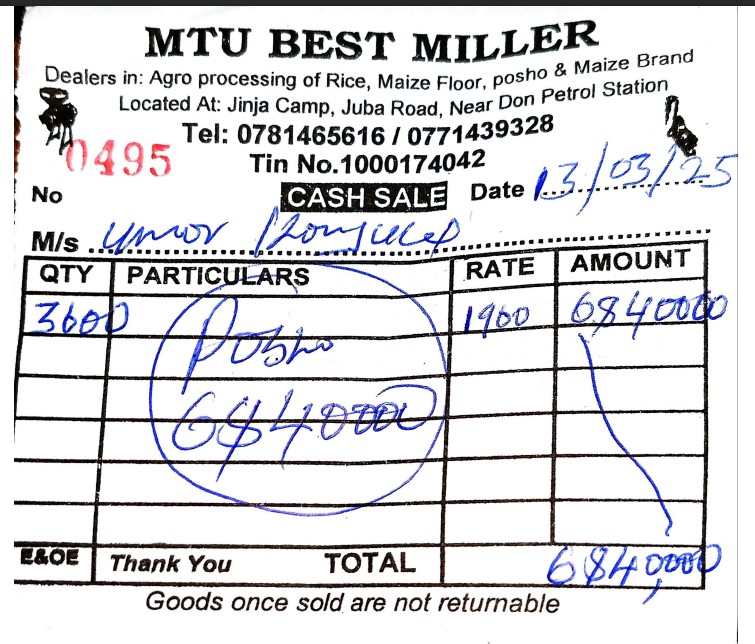 MTU BEST MILLER
Dealers in: Agro processing of Rice, Maize Floor, posho & Maize Brand
Located At: Jinja Camp, Juba Road, Near Don Petrol Station
Tel: 0781465616 / 0771439328
0495 Tin No.1000174042
No CASH SALE Date 13/03/25
M/s
QTY PARTICULARS RATE AMOUNT
3600 Posho 1900 6840000
6840000
E&OE Thank You TOTAL 6840,000
Goods once sold are not returnable